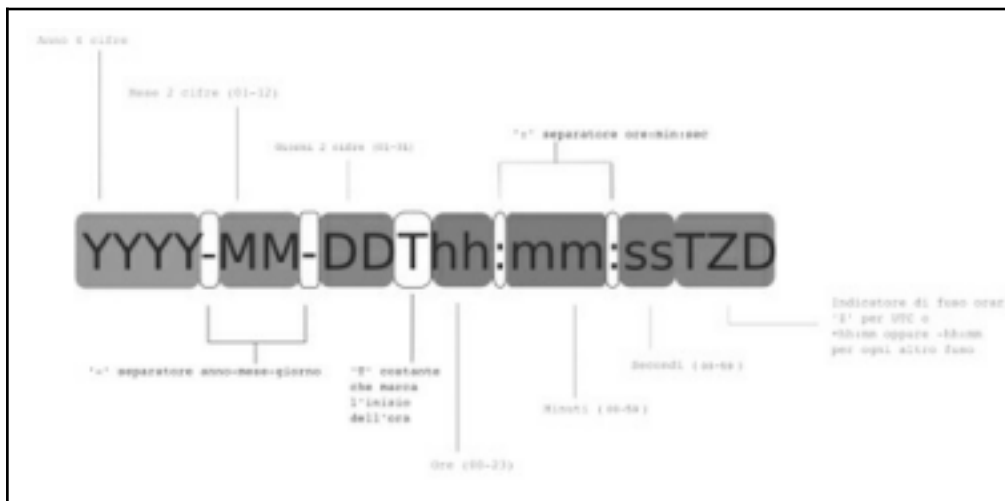 Anno 4 cifre
Mese 2 cifre (01-12)
Giorni 2 cifre (01-31)
':' separatore ore:min:sec
YYYY-MM-DDThh:mm:ssTZD
Indicatore di fuso orar
'Z' per UTC o
+hh:mm oppure -hh:mm
per ogni altro fuso
'-' separatore anno-mese-giorno
'T' costante
che marca
l'inizio
dell'ora
Secondi (00-59)
Minuti (00-59)
Ore (00-23)